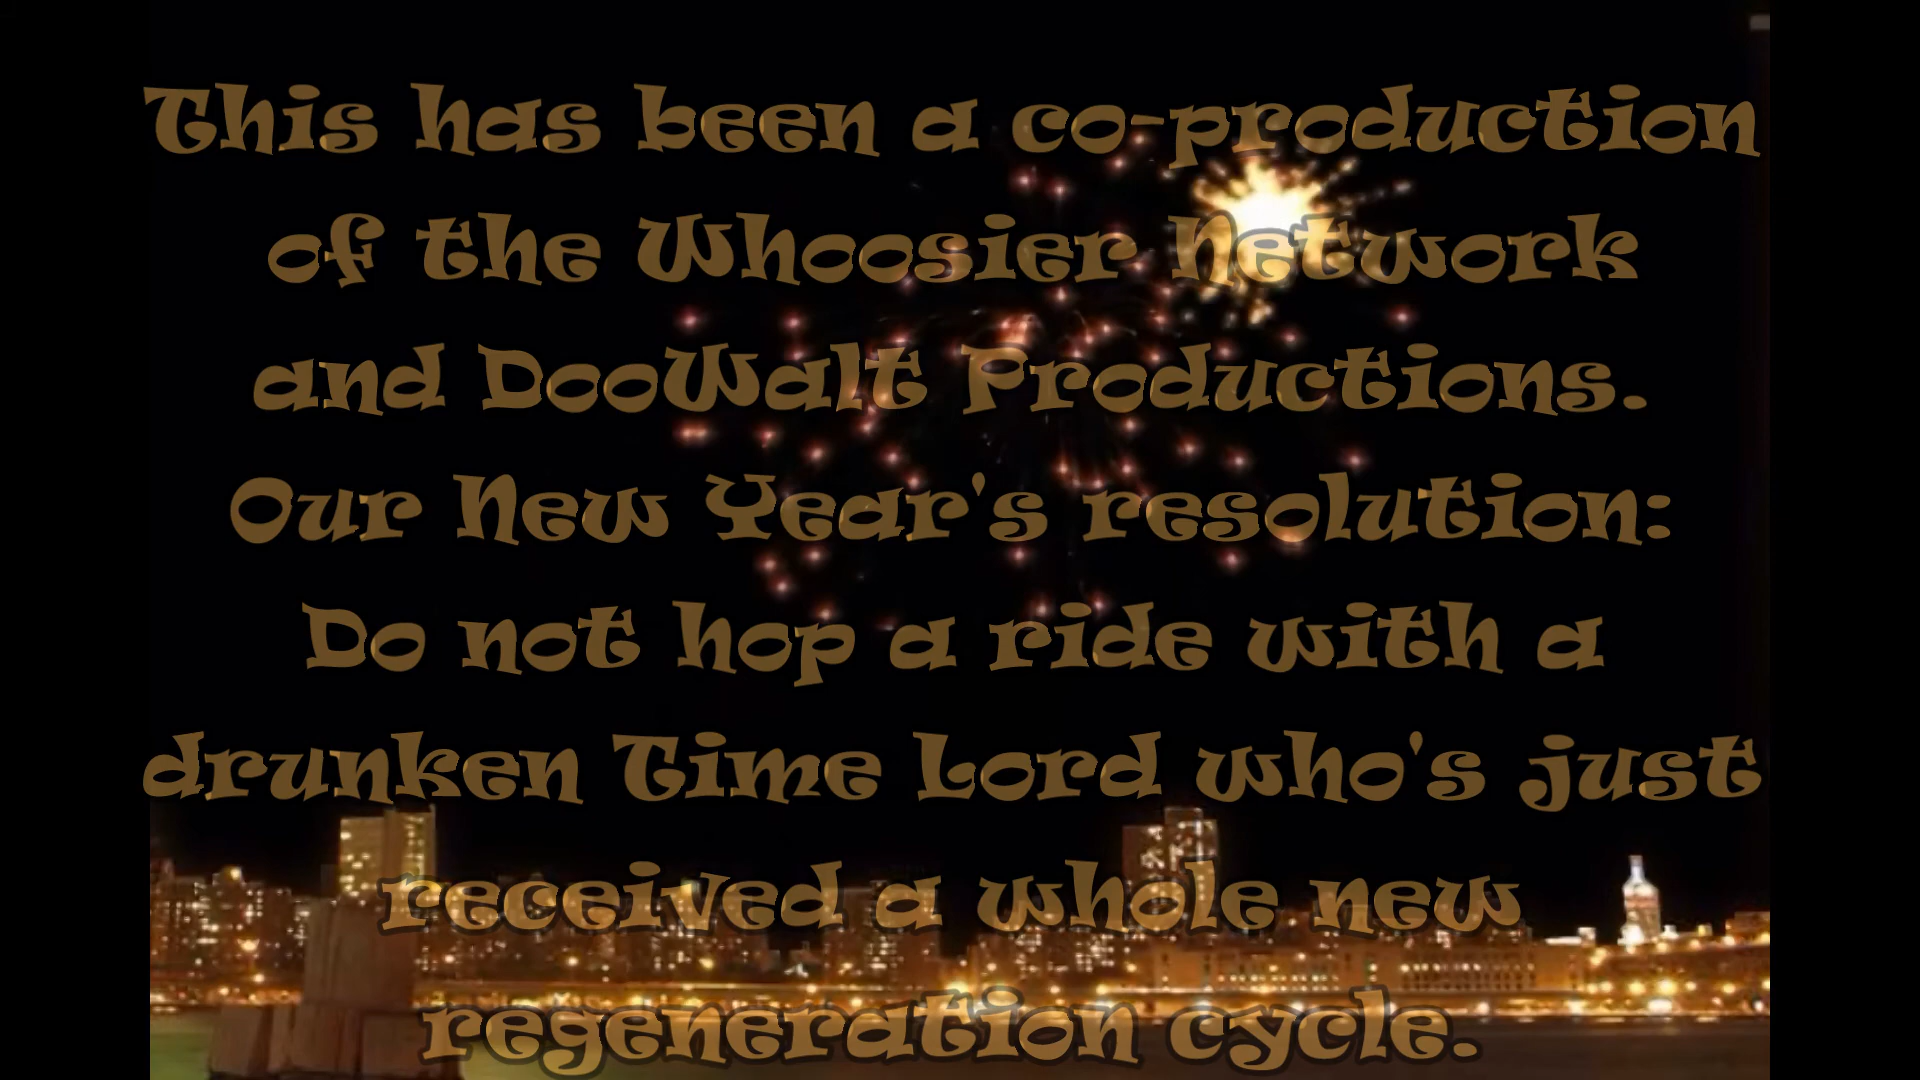 This has been a co-production
of the Whoosier Network
and DooWalt Productions.
Our New Year's resolution:
Do not hop a ride with a
drunken Time Lord who's just
received a whole new
regeneration cycle.